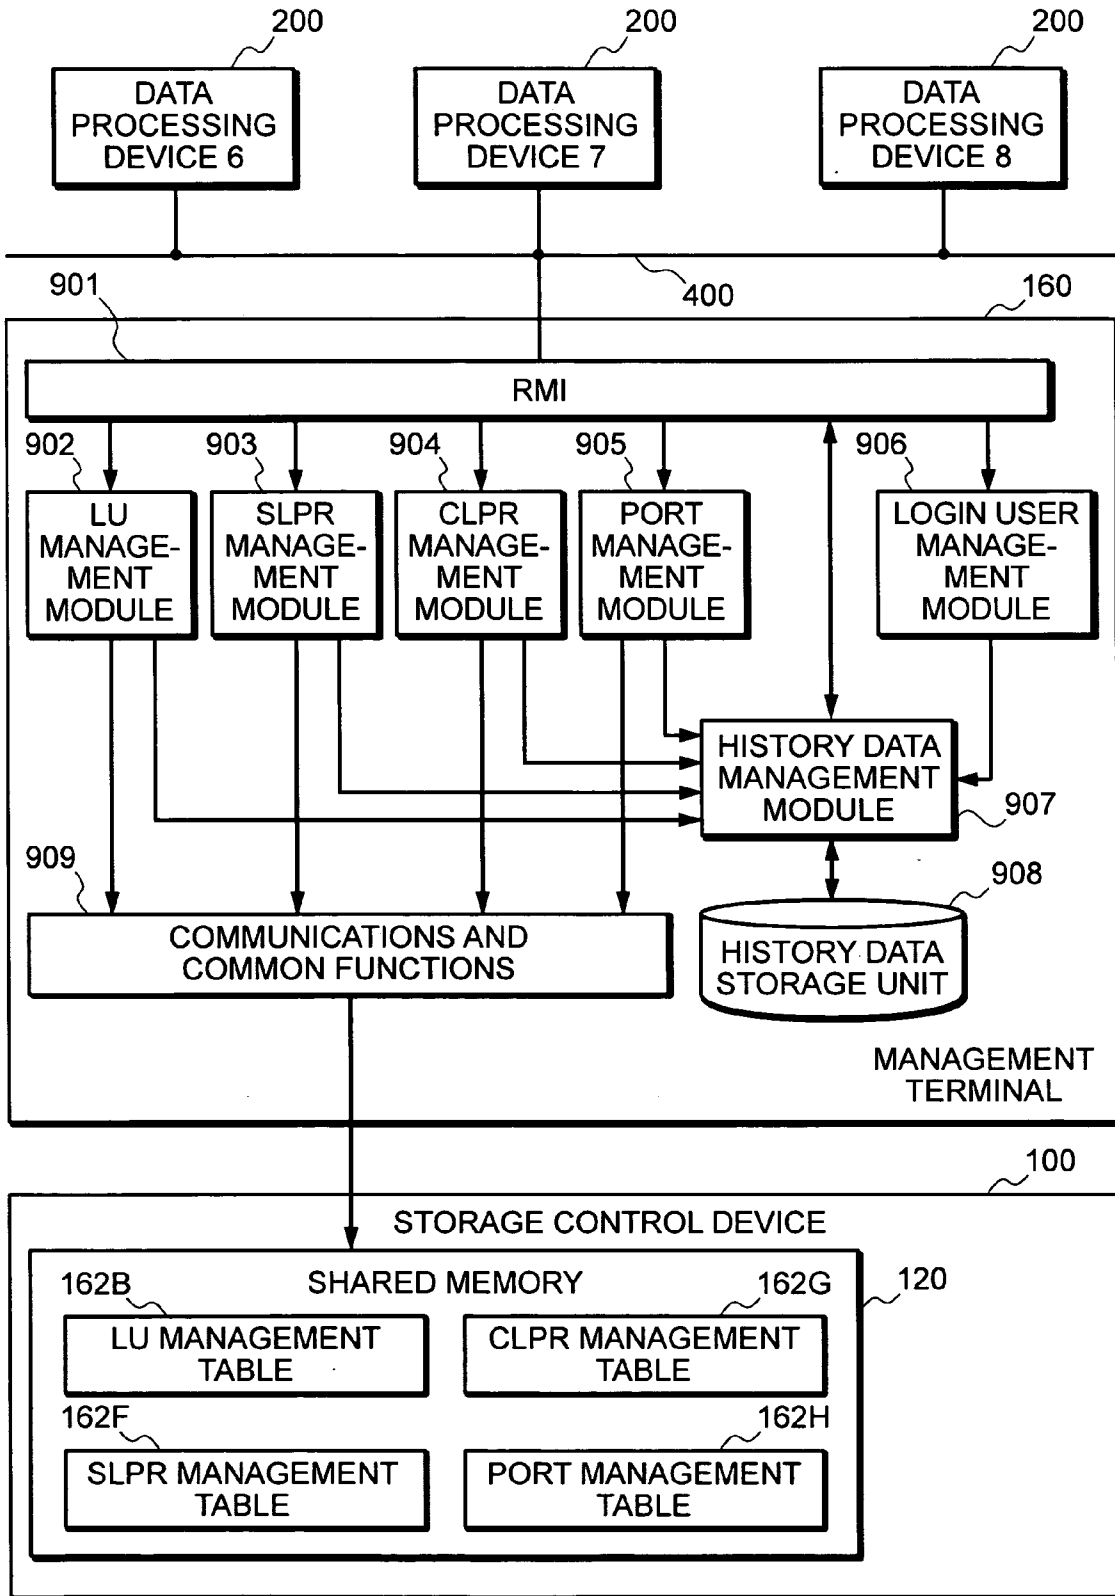 200
200
200
DATA
PROCESSING
DEVICE 6
DATA
PROCESSING
DEVICE 7
DATA
PROCESSING
DEVICE 8
901
400
160
RMI
902
903
904
905
906
LU
MANAGE-
MENT
MODULE
SLPR
MANAGE-
MENT
MODULE
CLPR
MANAGE-
MENT
MODULE
PORT
MANAGE-
MENT
MODULE
LOGIN USER
MANAGE-
MENT
MODULE
HISTORY DATA
MANAGEMENT
MODULE
907
909
908
COMMUNICATIONS AND
COMMON FUNCTIONS
HISTORY DATA
STORAGE UNIT
MANAGEMENT
TERMINAL
100
STORAGE CONTROL DEVICE
SHARED MEMORY
120
162B
162G
LU MANAGEMENT
TABLE
CLPR MANAGEMENT
TABLE
162F
162H
SLPR MANAGEMENT
TABLE
PORT MANAGEMENT
TABLE